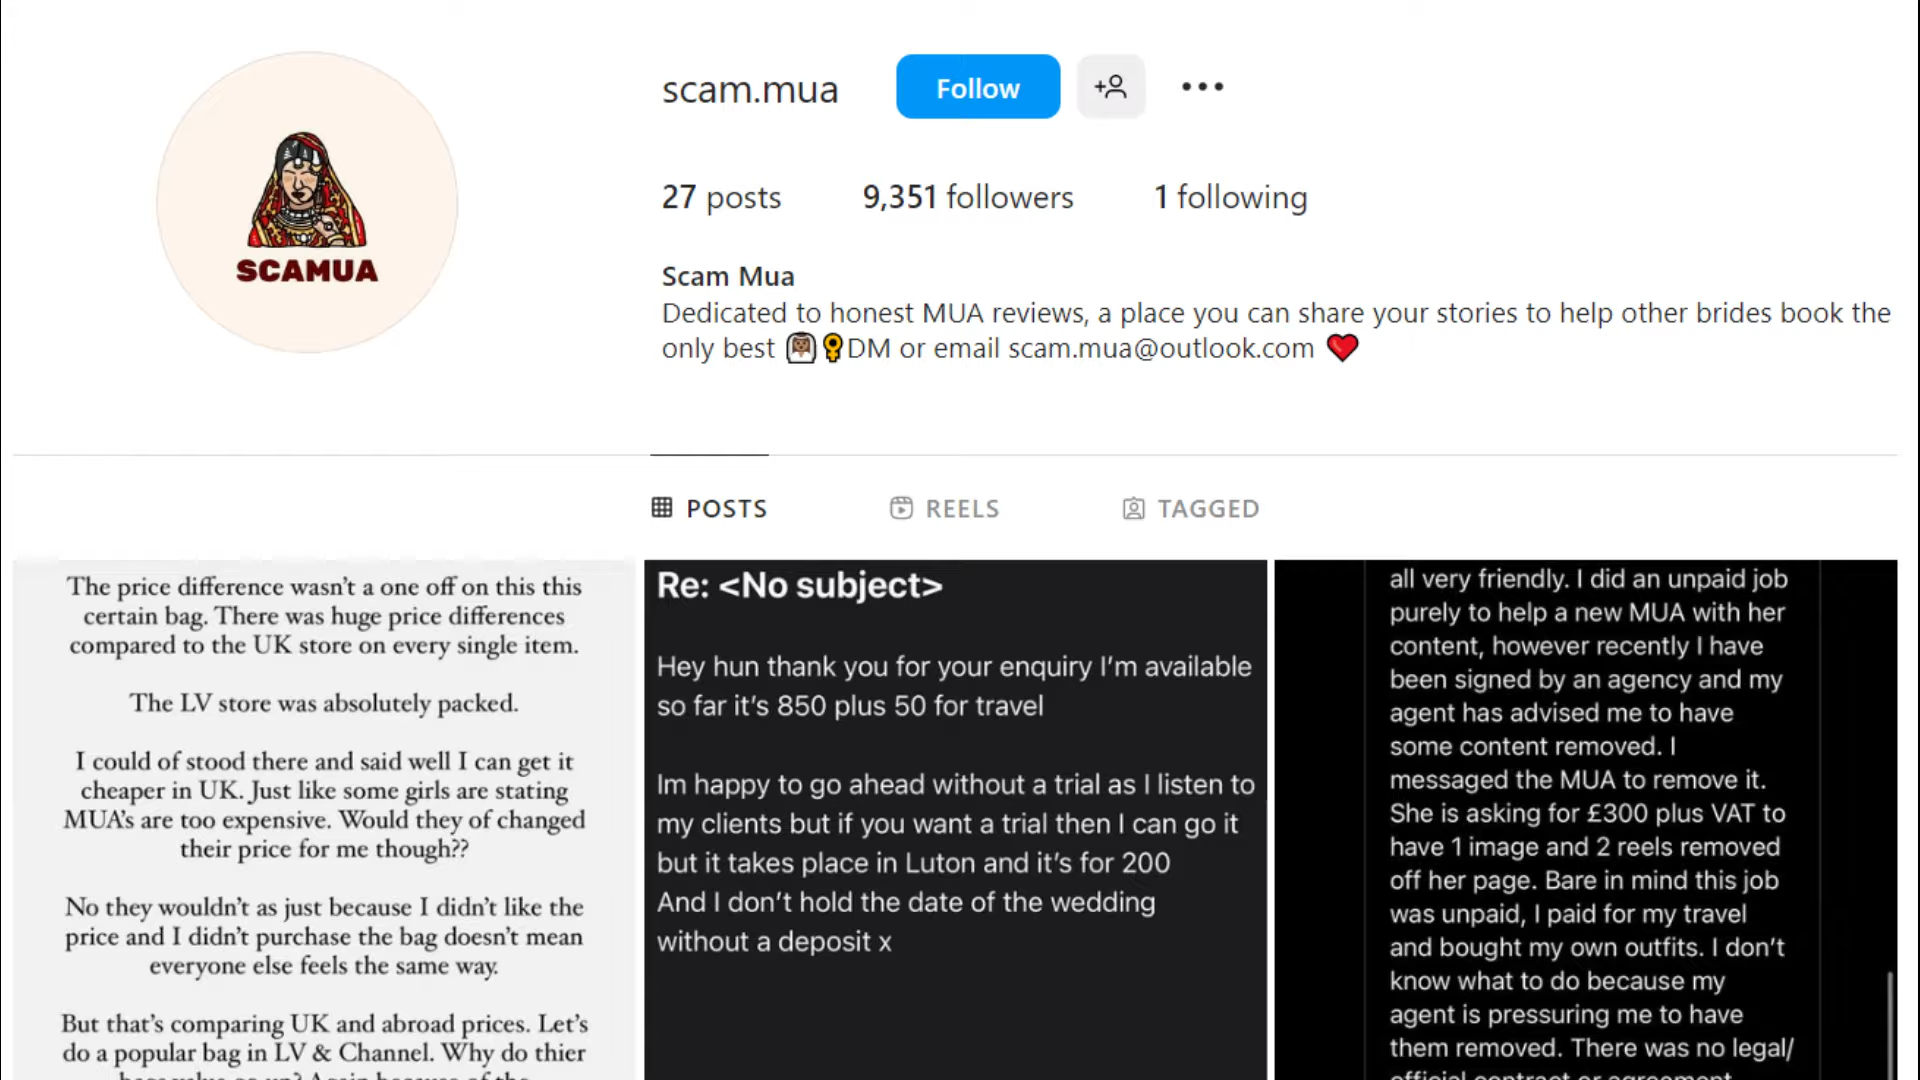 scam.mua
Follow
27 posts
9,351 followers
1 following
SCAMUA
Scam Mua
Dedicated to honest MUA reviews, a place you can share your stories to help other brides book the
only best DM or email scam.mua@outlook.com
POSTS
REELS
TAGGED
The price difference wasn't a one off on this this
certain bag. There was huge price differences
compared to the UK store on every single item.
The LV store was absolutely packed.
I could of stood there and said well I can get it
cheaper in UK. Just like some girls are stating
MUA's are too expensive. Would they of changed
their price for me though??
No they wouldn't as just because I didn't like the
price and I didn't purchase the bag doesn't mean
everyone else feels the same way.
But that's comparing UK and abroad prices. Let's
do a popular bag in LV & Channel. Why do thier
Re: <No subject>
Hey hun thank you for your enquiry I'm available
so far it's 850 plus 50 for travel
Im happy to go ahead without a trial as I listen to
my clients but if you want a trial then I can go it
but it takes place in Luton and it's for 200
And I don't hold the date of the wedding
without a deposit x
all very friendly. I did an unpaid job
purely to help a new MUA with her
content, however recently I have
been signed by an agency and my
agent has advised me to have
some content removed. I
messaged the MUA to remove it.
She is asking for £300 plus VAT to
have 1 image and 2 reels removed
off her page. Bare in mind this job
was unpaid, I paid for my travel
and bought my own outfits. I don't
know what to do because my
agent is pressuring me to have
them removed. There was no legal/